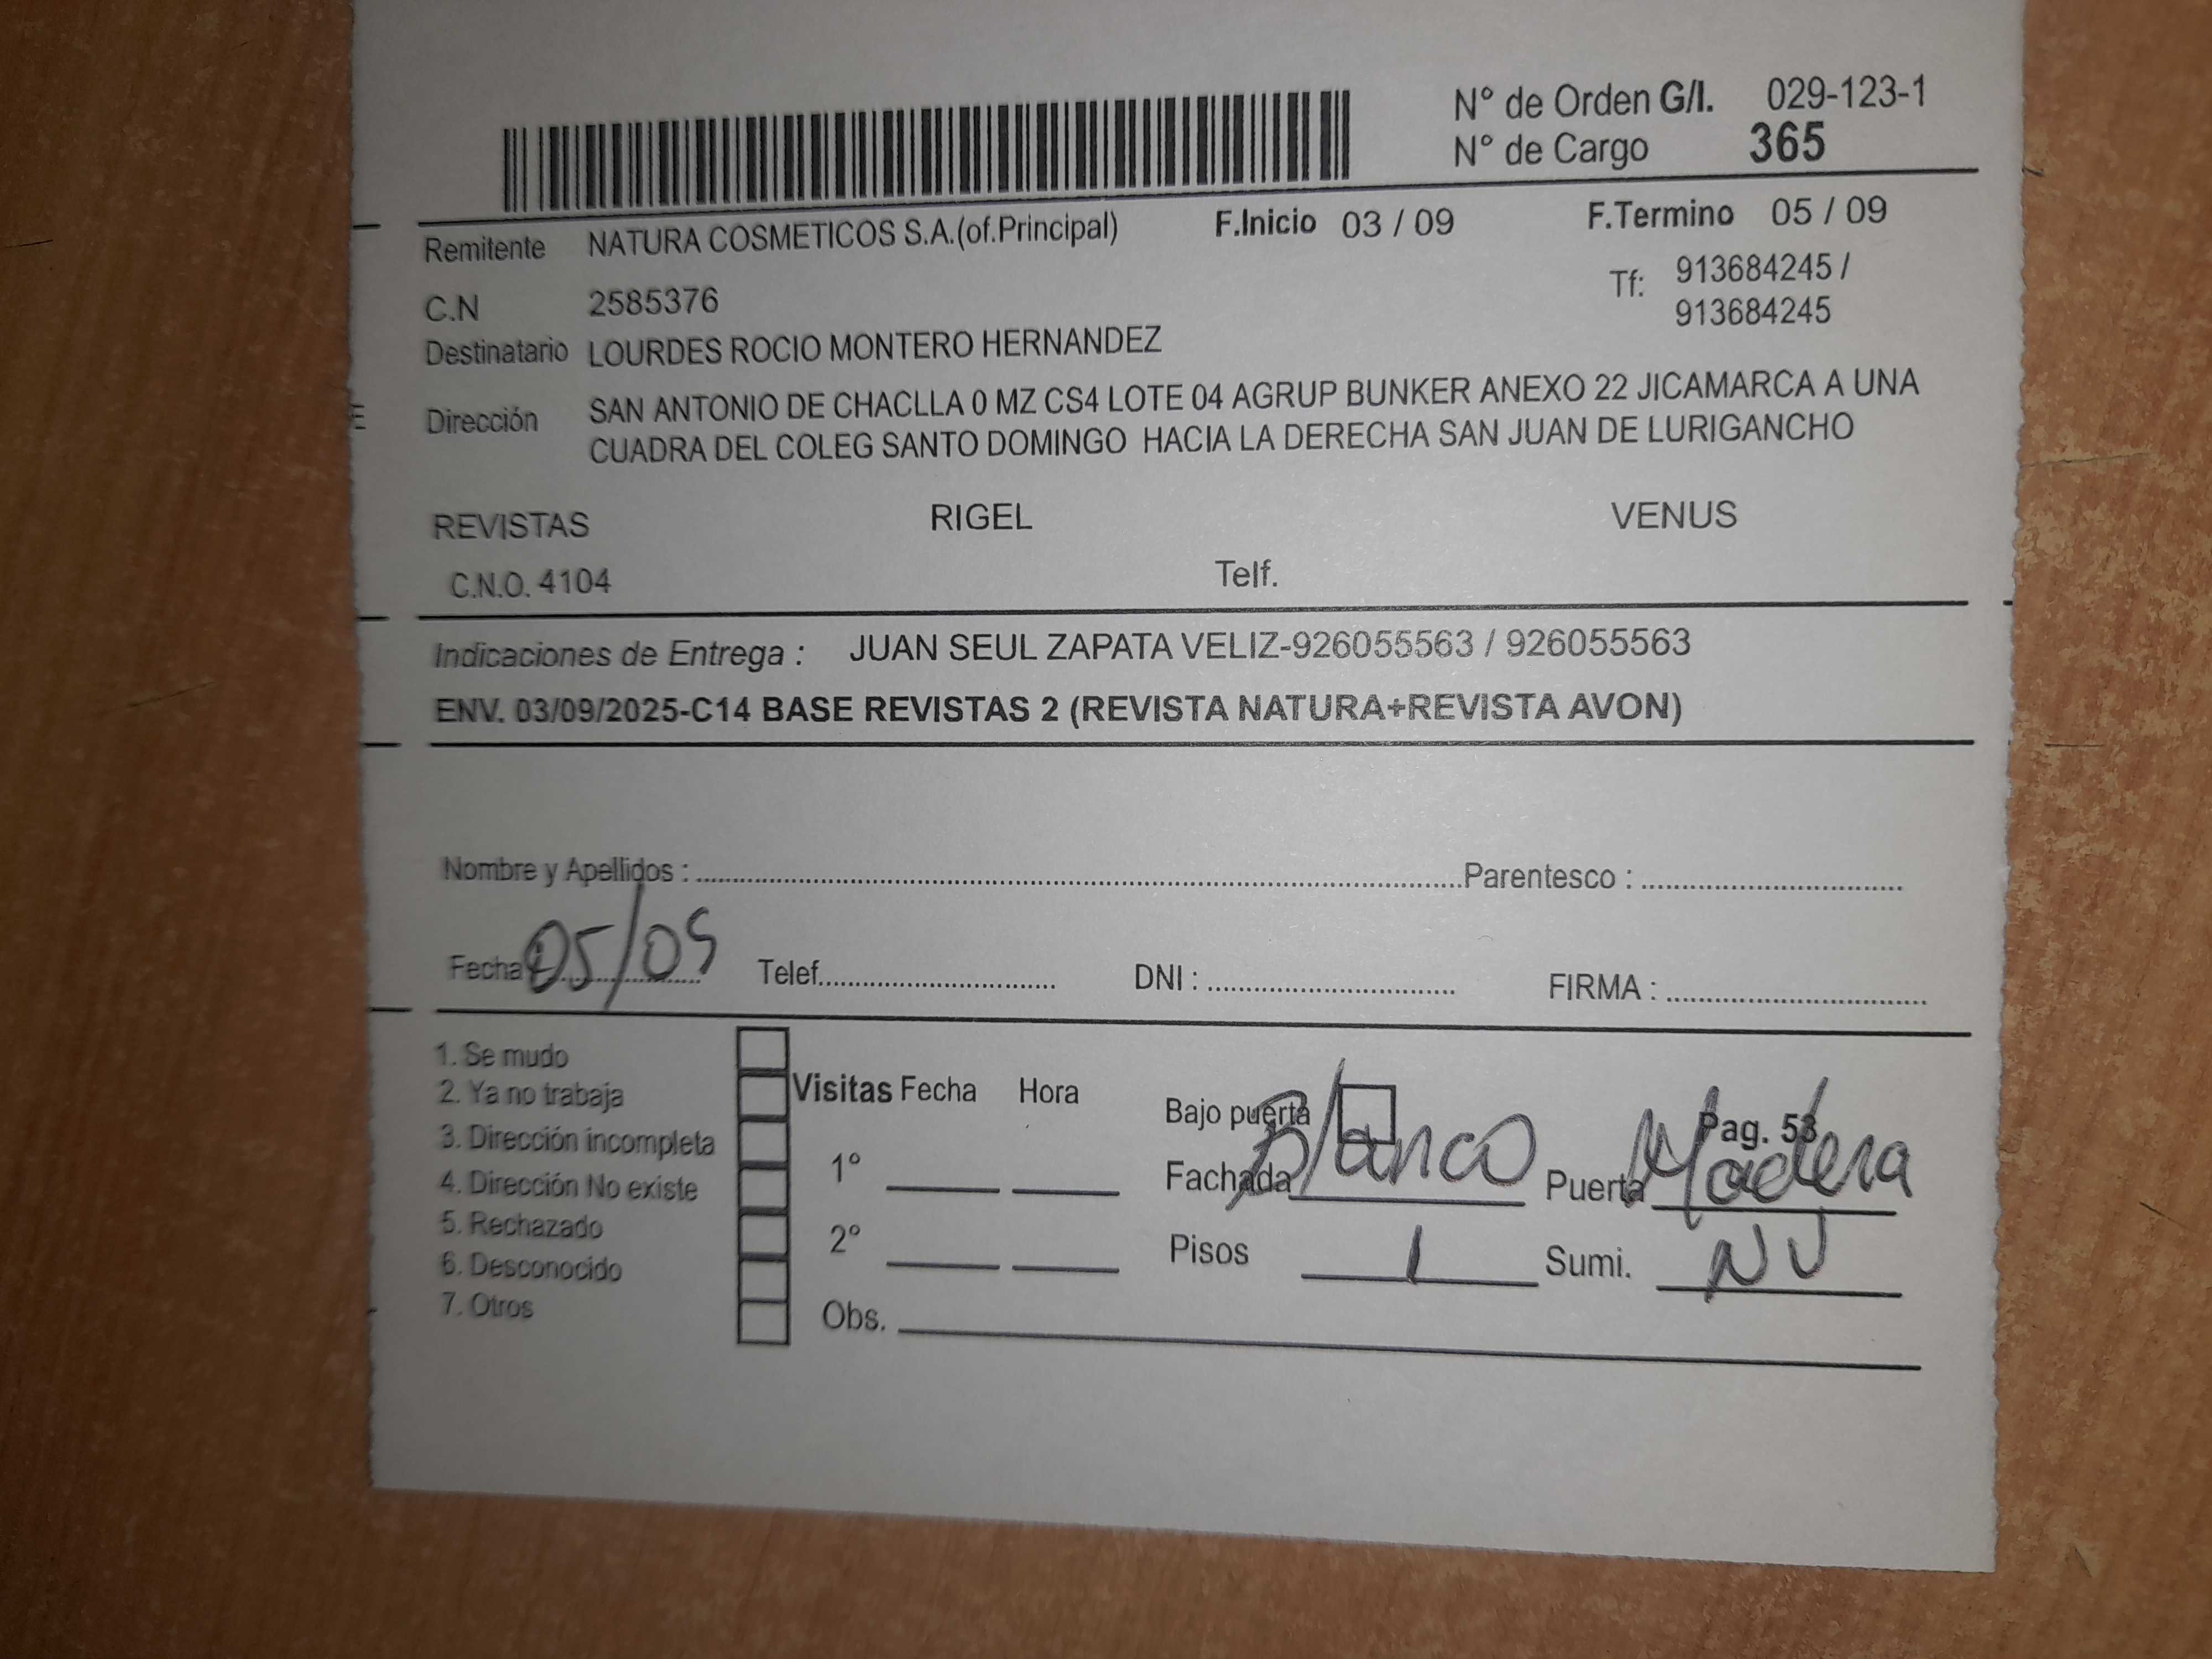 N° de Orden G/I. 029-123-1
N° de Cargo 365
Remitente NATURA COSMETICOS S.A.(of.Principal) F.Inicio 03 / 09 F.Termino 05 / 09
C.N 2585376 Tf: 913684245 /
913684245
Destinatario LOURDES ROCIO MONTERO HERNANDEZ
Dirección SAN ANTONIO DE CHACLLA 0 MZ CS4 LOTE 04 AGRUP BUNKER ANEXO 22 JICAMARCA A UNA
CUADRA DEL COLEG SANTO DOMINGO HACIA LA DERECHA SAN JUAN DE LURIGANCHO
REVISTAS RIGEL VENUS
C.N.O. 4104 Telf.
Indicaciones de Entrega : JUAN SEUL ZAPATA VELIZ-926055563 / 926055563
ENV. 03/09/2025-C14 BASE REVISTAS 2 (REVISTA NATURA+REVISTA AVON)
Nombre y Apellidos : Parentesco :
Fecha 05/09 Telef. DNI : FIRMA :
1. Se mudo
2. Ya no trabaja
3. Dirección incompleta
4. Dirección No existe
5. Rechazado
6. Desconocido
7. Otros
Visitas Fecha Hora
1°
2°
Obs.
Bajo puerta Pag. 53
Fachada Blanco Puerta Madera
Pisos 1 Sumi. NV